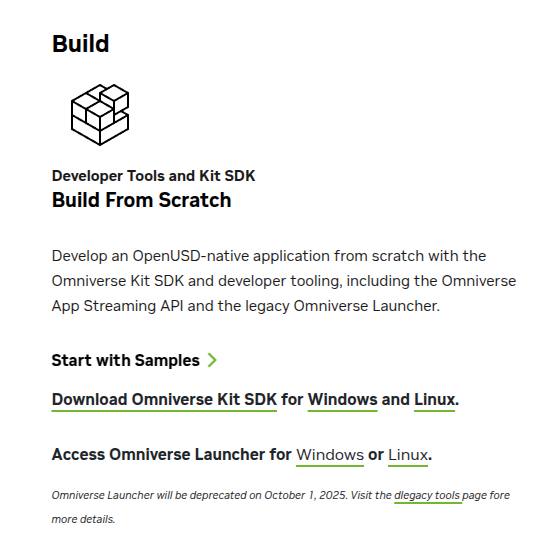 Build
Developer Tools and Kit SDK
Build From Scratch
Develop an OpenUSD-native application from scratch with the
Omniverse Kit SDK and developer tooling, including the Omniverse
App Streaming API and the legacy Omniverse Launcher.
Start with Samples
Download Omniverse Kit SDK for Windows and Linux.
Access Omniverse Launcher for Windows or Linux.
Omniverse Launcher will be deprecated on October 1, 2025. Visit the dlegacy tools page fore
more details.